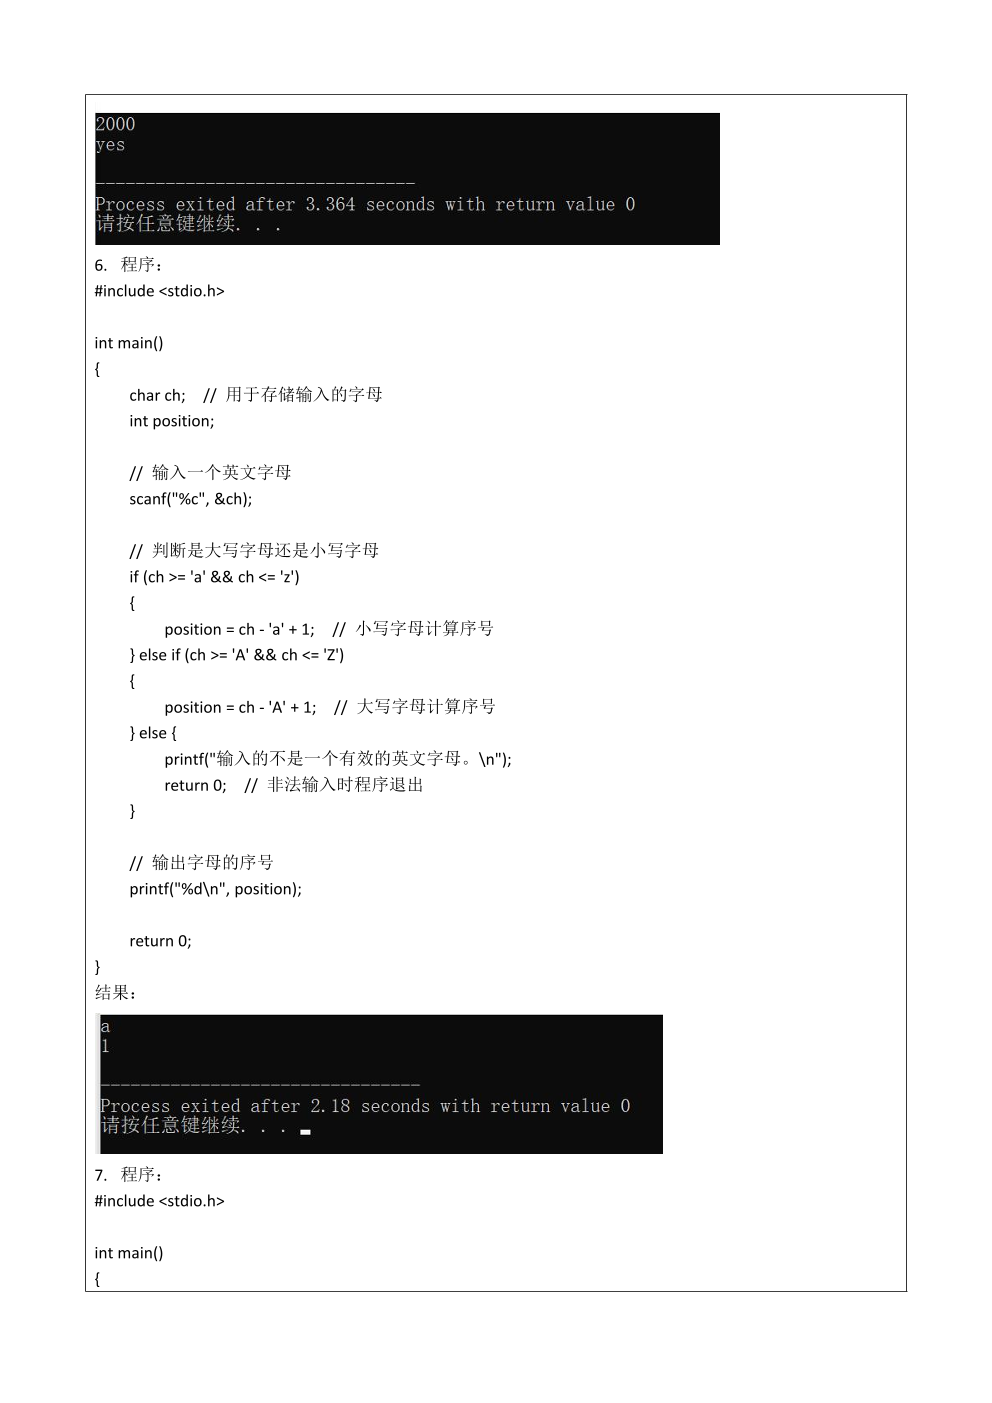 2000
yes
--------------------------------
Process exited after 3.364 seconds with return value 0
请按任意键继续. . .
6. 程序：
#include <stdio.h>
int main()
{
char ch; // 用于存储输入的字母
int position;
// 输入一个英文字母
scanf("%c", &ch);
// 判断是大写字母还是小写字母
if (ch >= 'a' && ch <= 'z')
{
position = ch - 'a' + 1; // 小写字母计算序号
} else if (ch >= 'A' && ch <= 'Z')
{
position = ch - 'A' + 1; // 大写字母计算序号
} else {
printf("输入的不是一个有效的英文字母。\n");
return 0; // 非法输入时程序退出
}
// 输出字母的序号
printf("%d\n", position);
return 0;
}
结果：
a
1
--------------------------------
Process exited after 2.18 seconds with return value 0
请按任意键继续. . .
7. 程序：
#include <stdio.h>
int main()
{